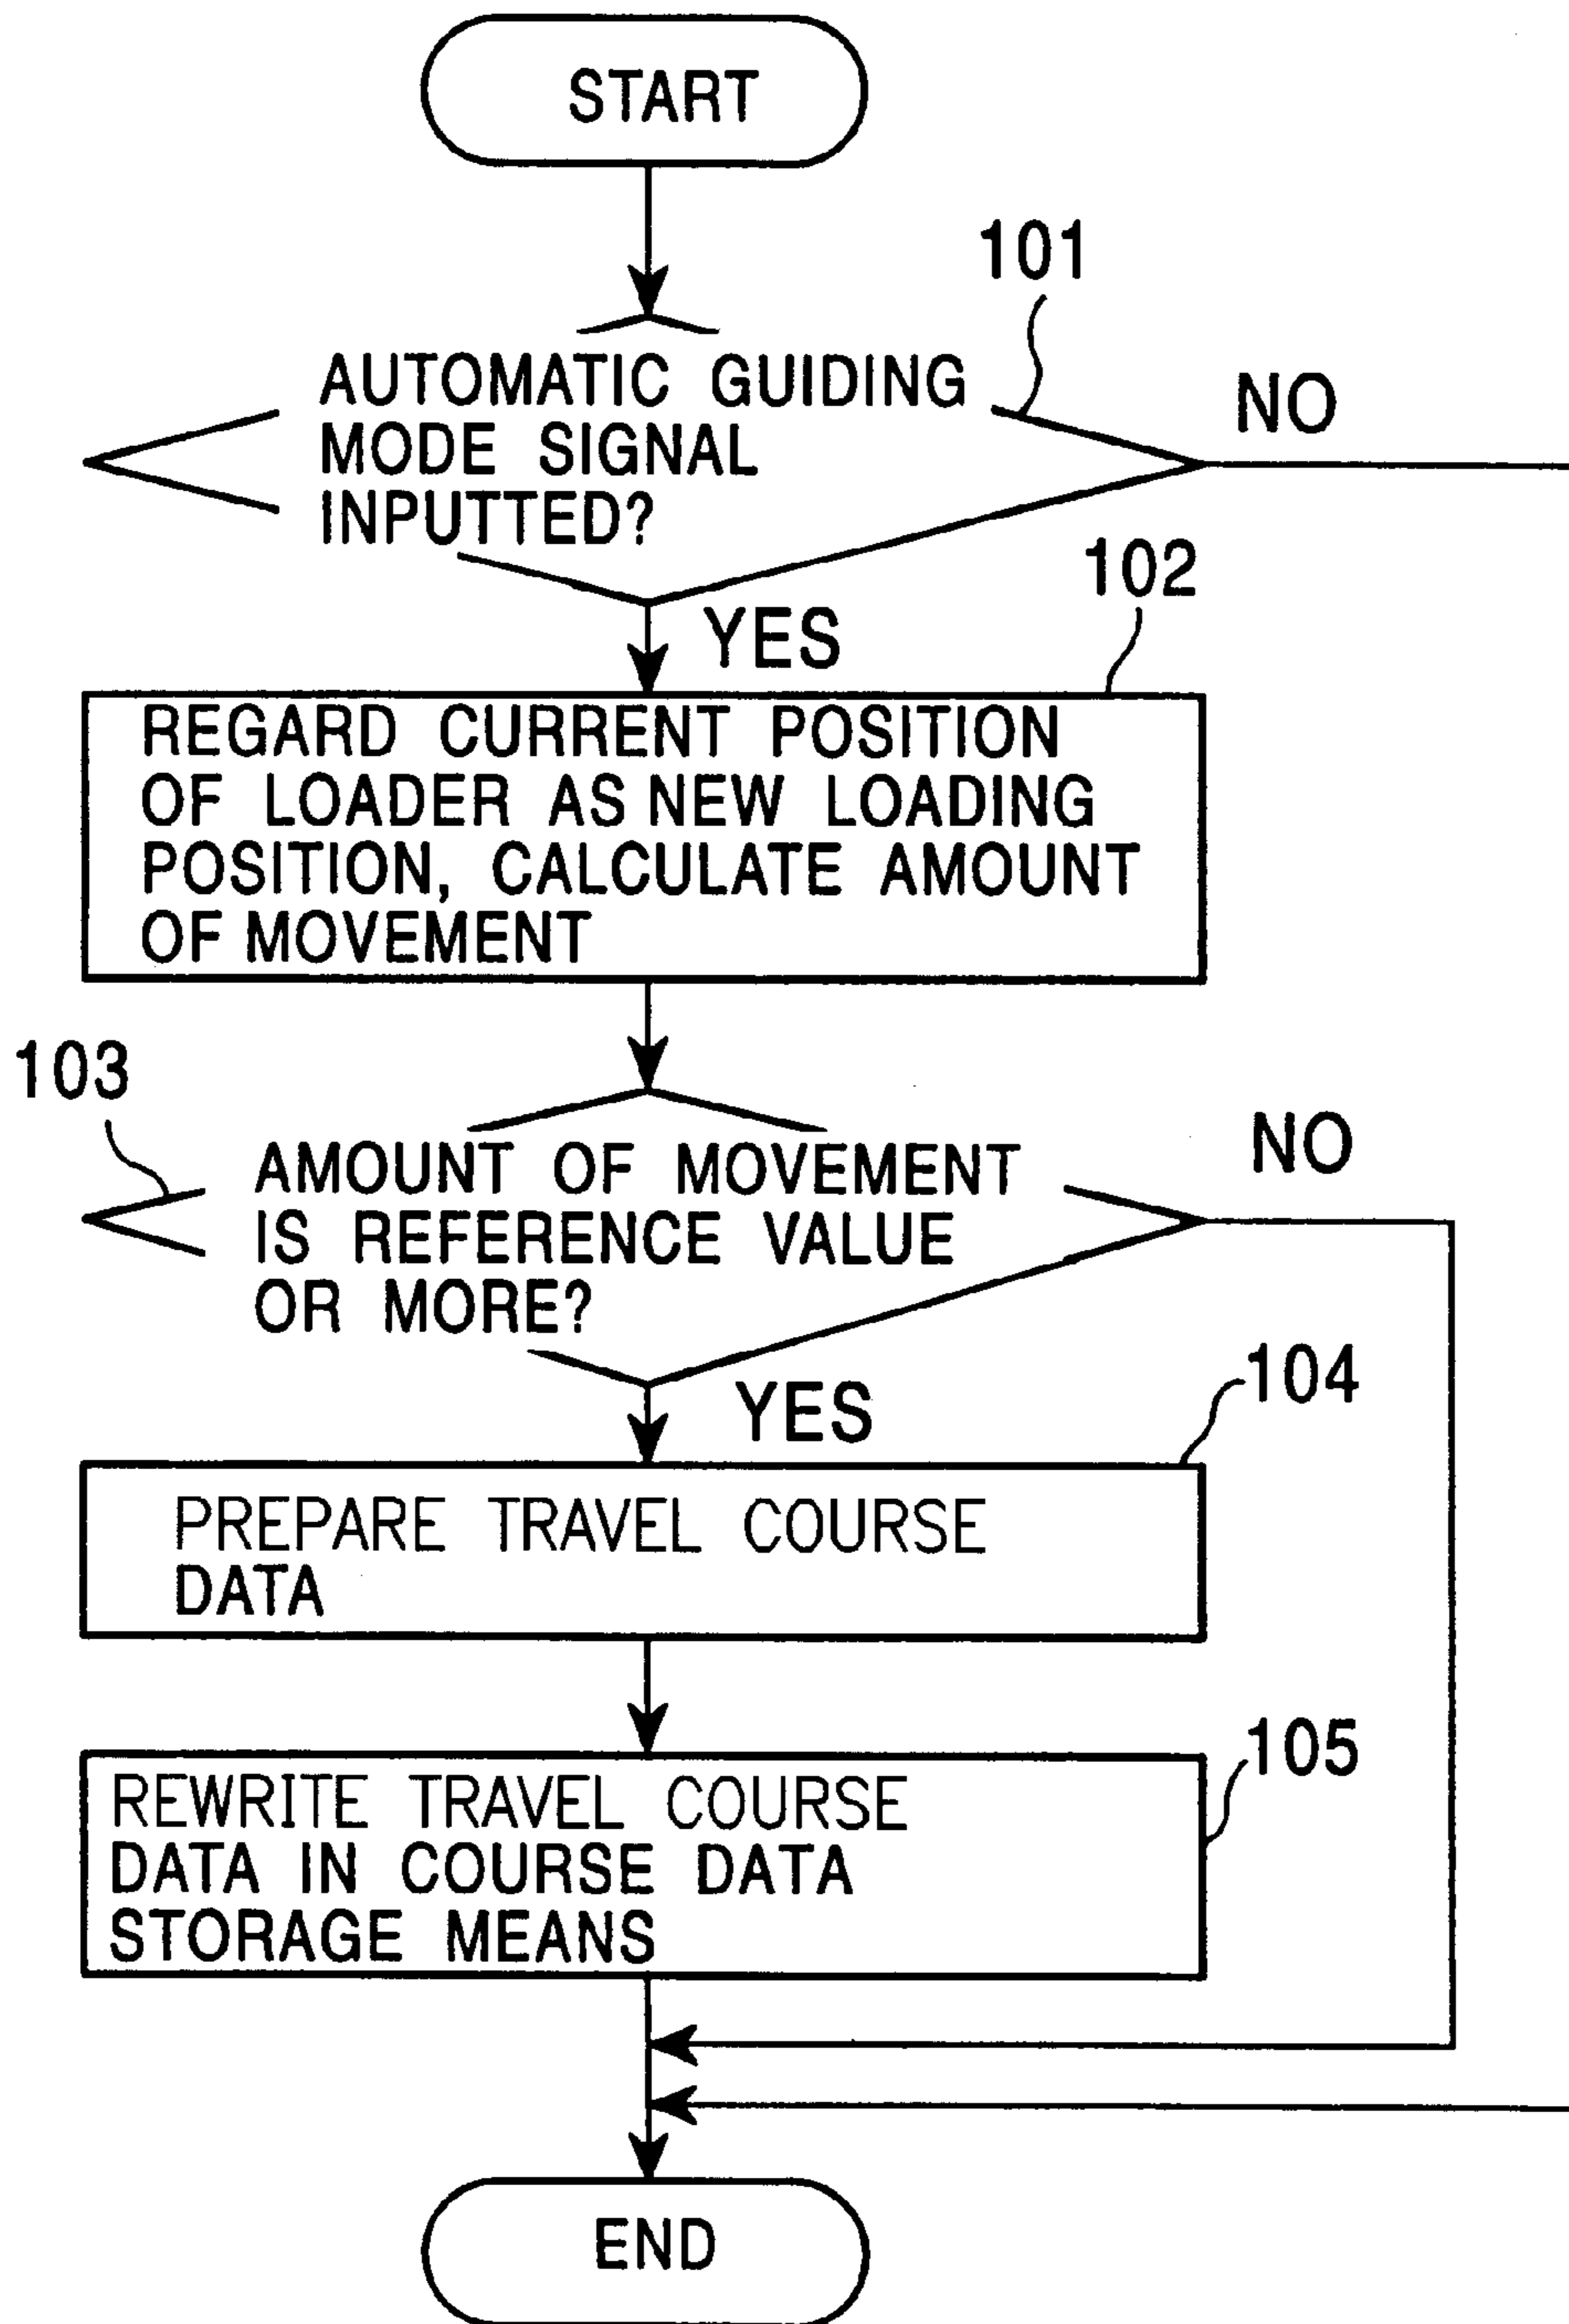 START
101
AUTOMATIC GUIDING
MODE SIGNAL
INPUTTED?
NO
YES
102
REGARD CURRENT POSITION
OF LOADER AS NEW LOADING
POSITION, CALCULATE AMOUNT
OF MOVEMENT
103
AMOUNT OF MOVEMENT
IS REFERENCE VALUE
OR MORE?
NO
YES
104
PREPARE TRAVEL COURSE
DATA
105
REWRITE TRAVEL COURSE
DATA IN COURSE DATA
STORAGE MEANS
END